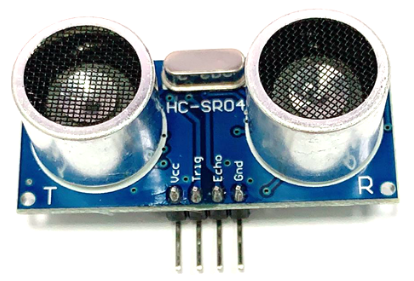 HC-SR04
Vcc
Trig
Echo
Gnd
T
R